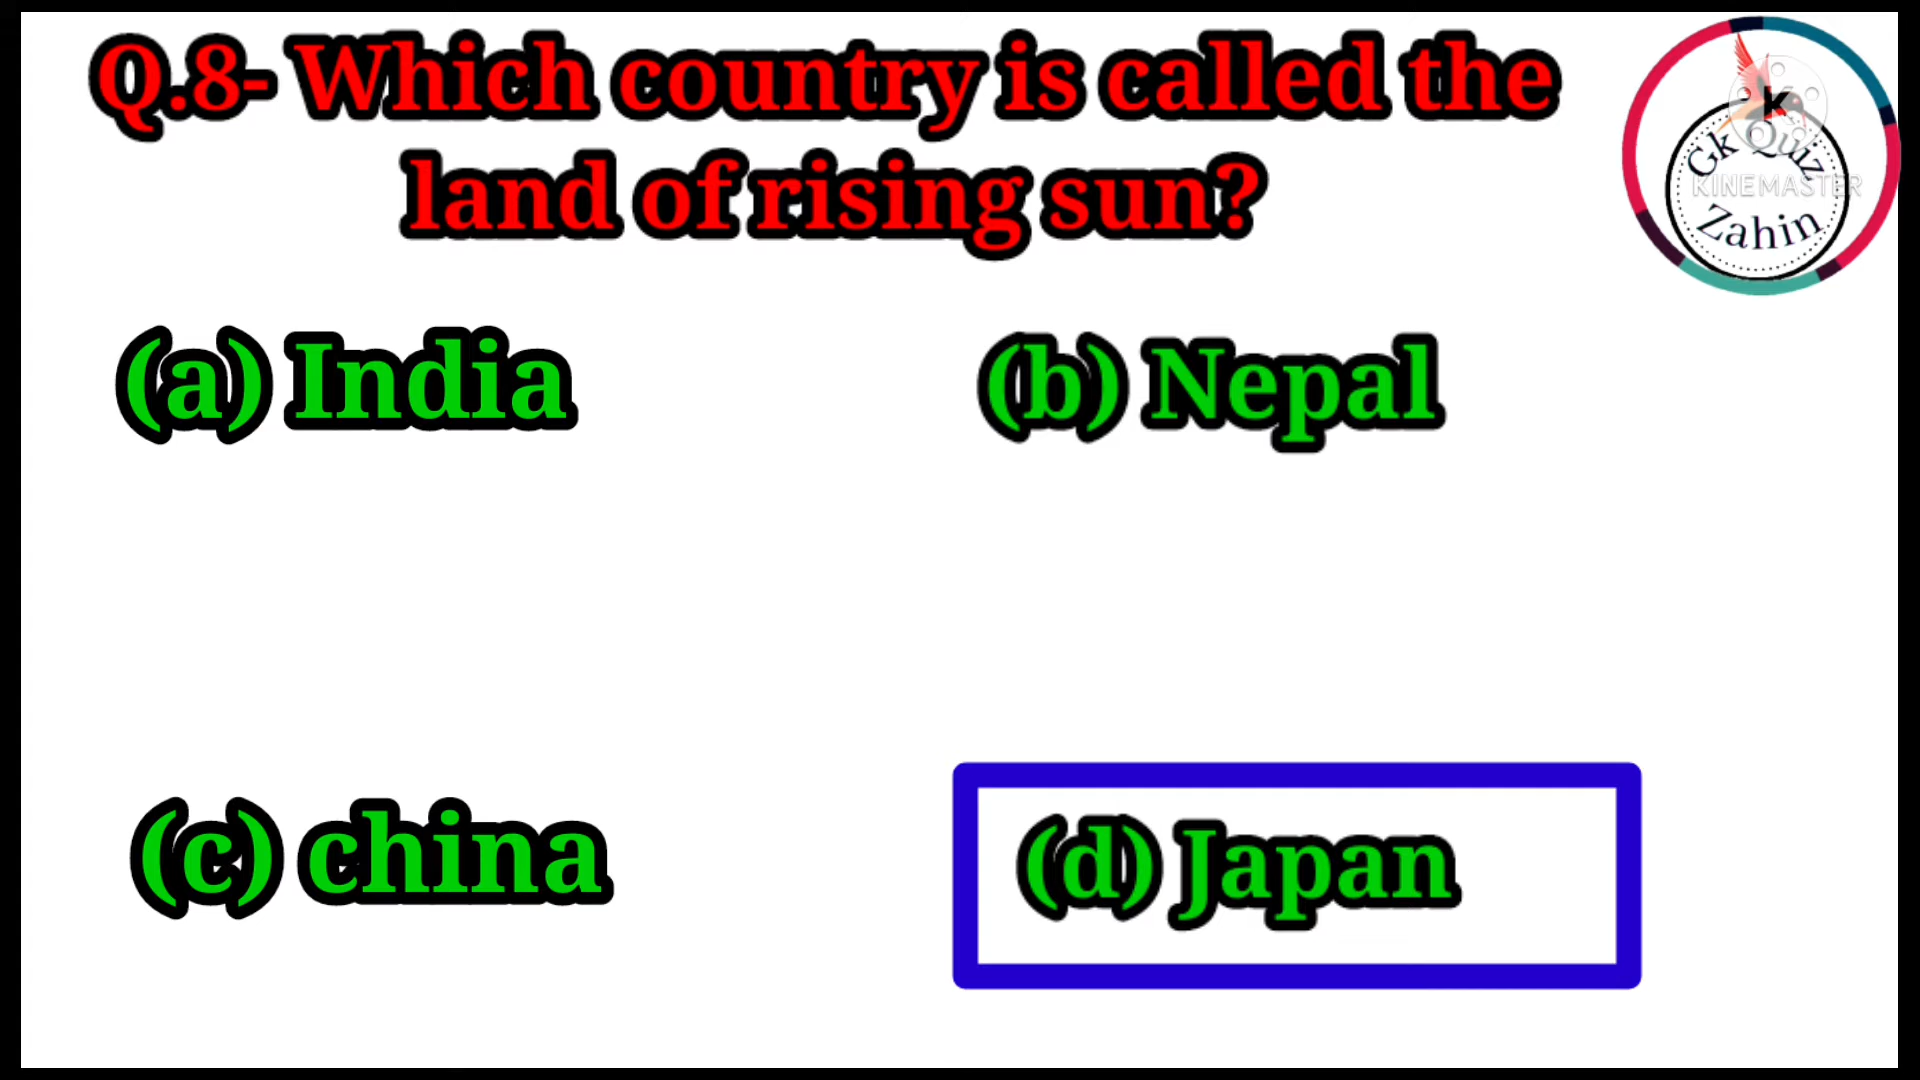 Q.8- Which country is called the
land of rising sun?
(a) India
(b) Nepal
(c) china
(d) Japan
K
Gk Quiz
KINEMASTER
Zahin